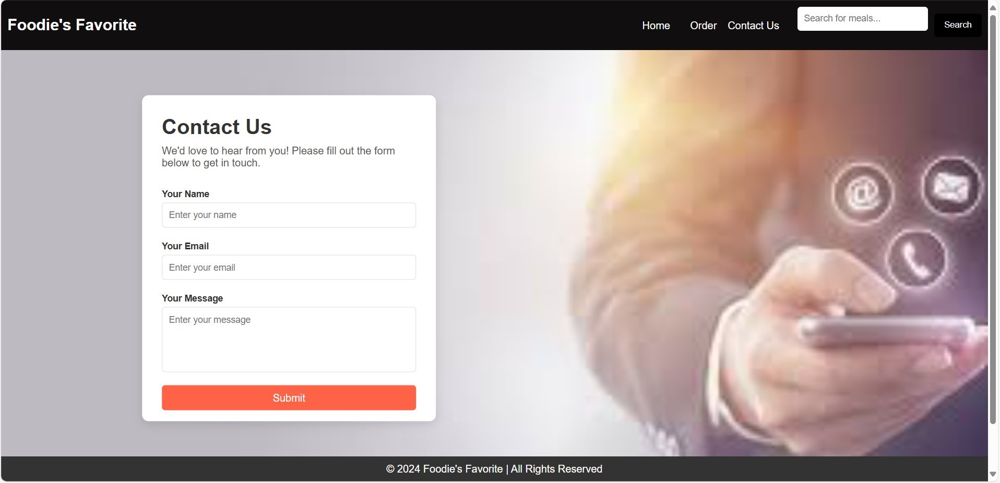 Foodie's Favorite
Home
Order
Contact Us
Search for meals...
Search
Contact Us
We'd love to hear from you! Please fill out the form
below to get in touch.
Your Name
Enter your name
Your Email
Enter your email
Your Message
Enter your message
Submit
@
© 2024 Foodie's Favorite | All Rights Reserved